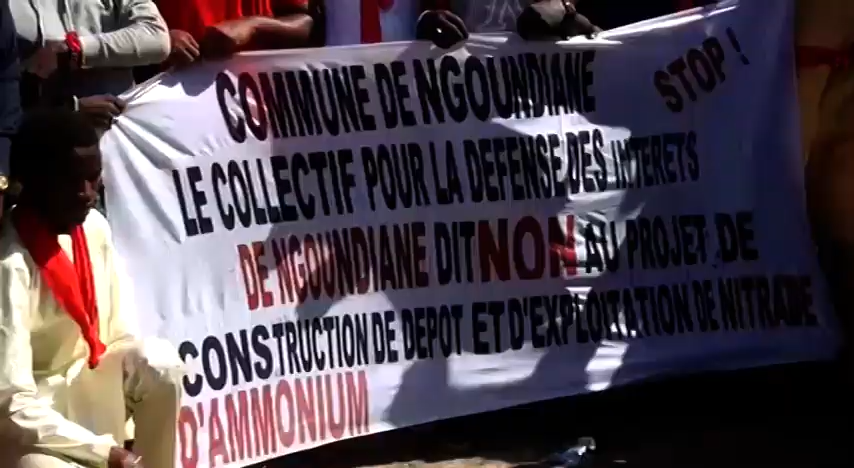 COMMUNE DE NGOUNDIANE STOP !
LE COLLECTIF POUR LA DEFENSE DES INTERETS
DE NGOUNDIANE DIT NON AU PROJET DE
CONSTRUCTION DE DEPOT ET D'EXPLOITATION DE NITRATE
D'AMMONIUM